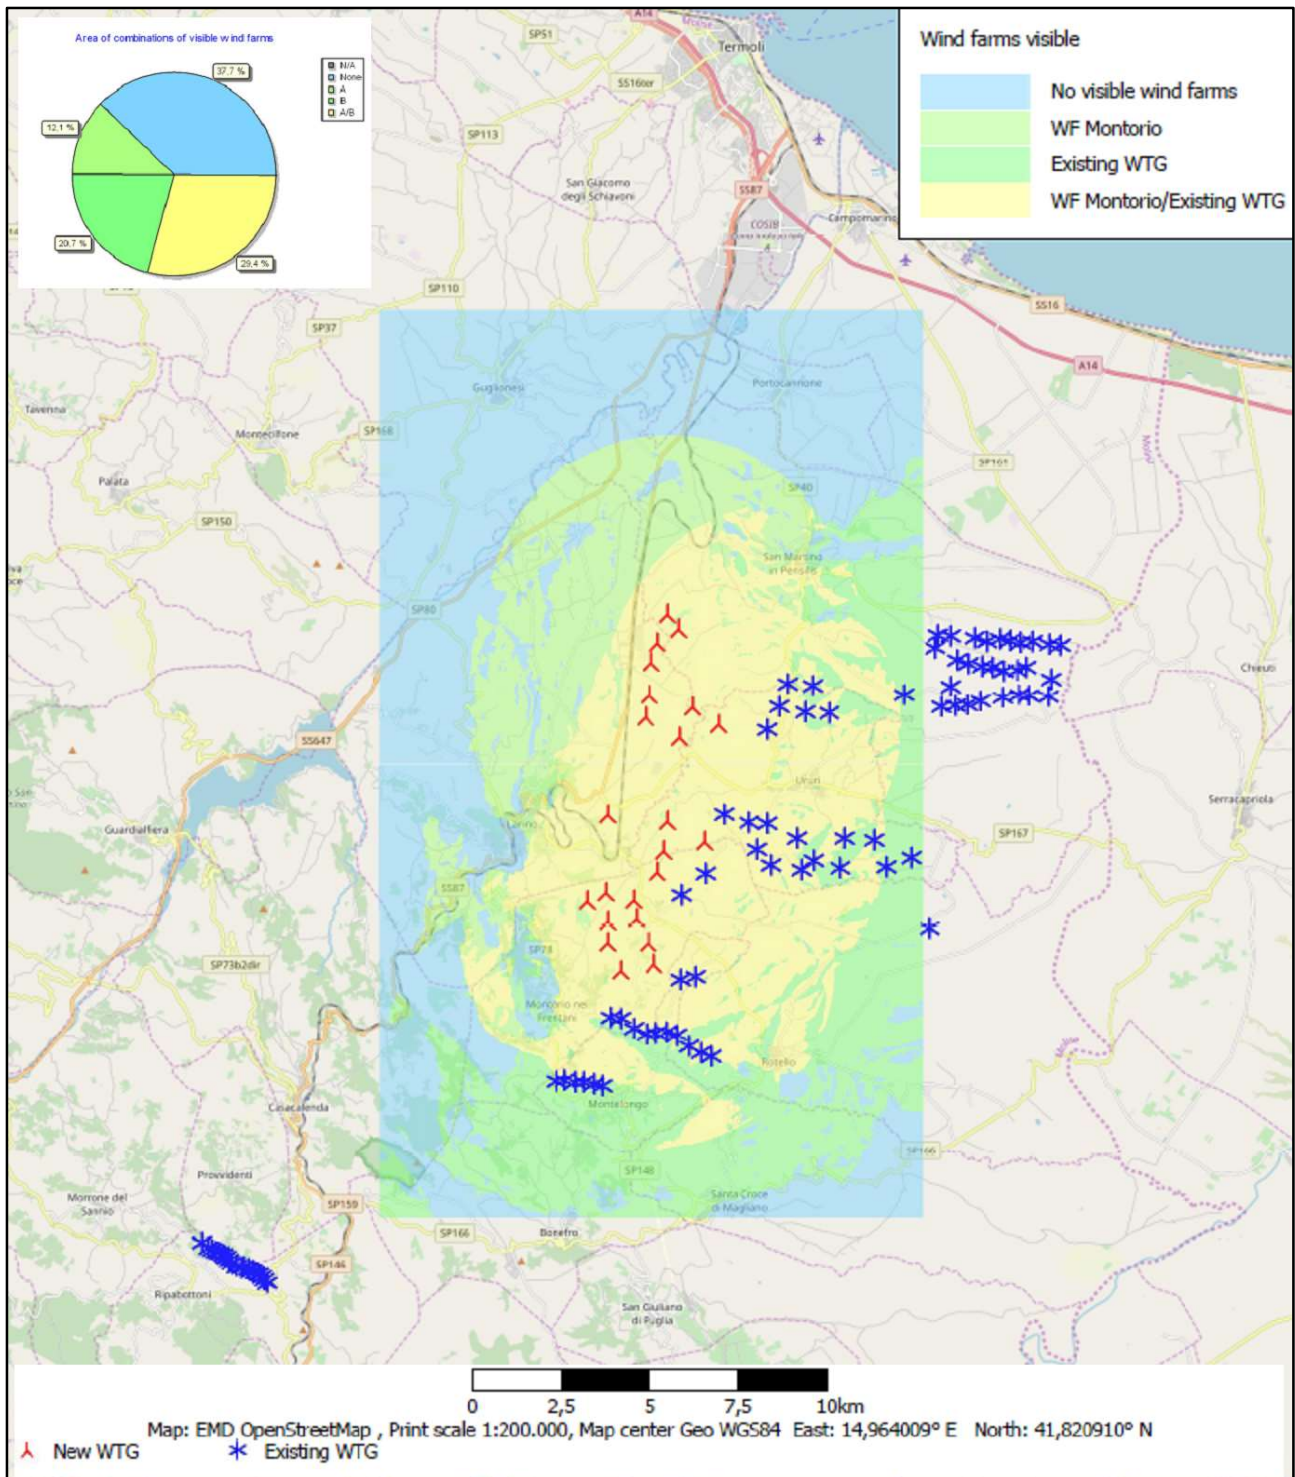 Area of combinations of visible wind farms
37,7 %
12,1 %
20,7 %
29,4 %
N/A
None
A
B
A/B
Wind farms visible
No visible wind farms
WF Montorio
Existing WTG
WF Montorio/Existing WTG
A14
Molise
SP51
Termoli
SS16ter
SP113
San Giacomo
degli Schiavoni
SS87
COSIB
Campomarino
SP110
SS16
SP37
A14
Guglionesi
Portocannone
Tavenna
Montecilfone
SP168
SP161
Molise
Palata
SP40
SP150
San Martino
in Pensilis
SP80
Chieuti
SS647
Ururi
Serracapriola
Guardialfiera
Larino
SP167
SS87
SP73b2dir
SP78
Montorio nei
Frentani
Rotello
Molise
Casacalenda
Montelongo
SP166
Provvidenti
SP148
Morrone del
Sannio
SP159
Santa Croce
di Magliano
SP166
Bonefro
SP146
Ripabottoni
San Giuliano
di Puglia
0 2,5 5 7,5 10km
Map: EMD OpenStreetMap , Print scale 1:200.000, Map center Geo WGS84 East: 14,964009° E North: 41,820910° N
New WTG Existing WTG